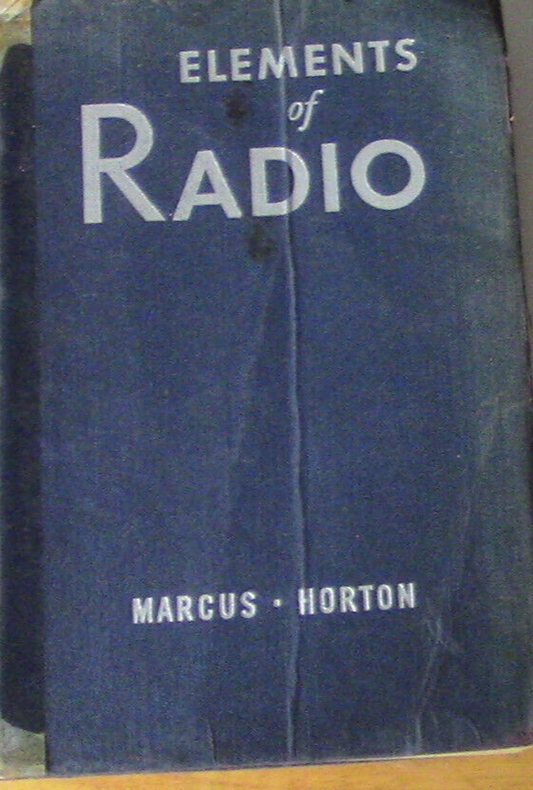 ELEMENTS
of
RADIO
MARCUS · HORTON